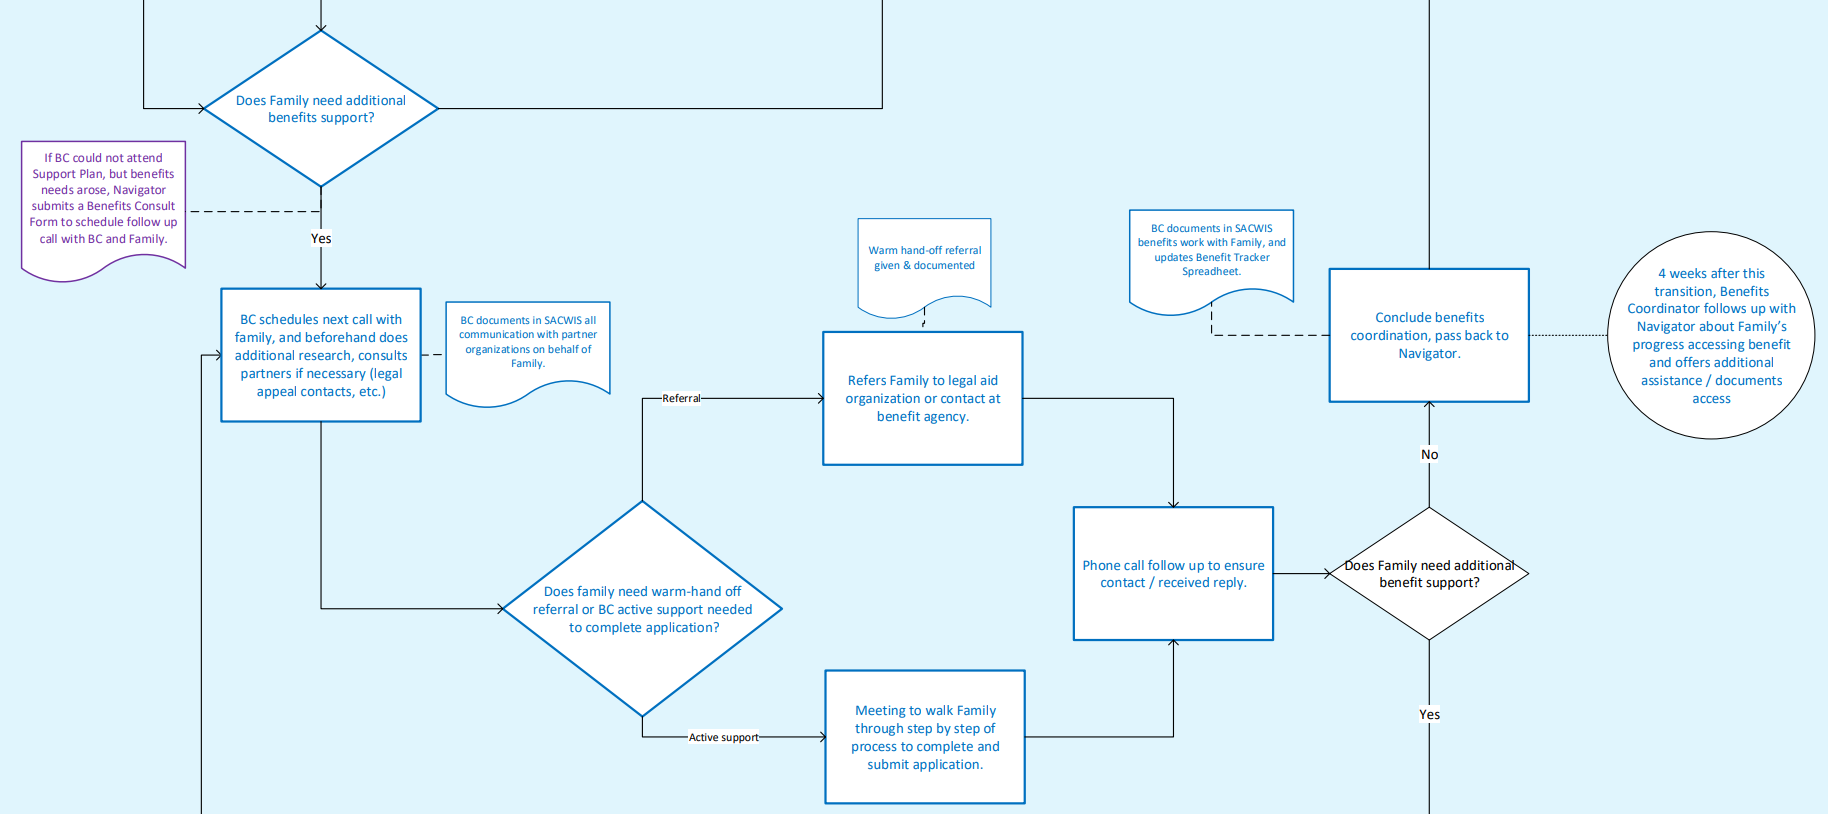 Does Family need additional
benefits support?
If BC could not attend
Support Plan, but benefits
needs arose, Navigator
submits a Benefits Consult
Form to schedule follow up
call with BC and Family.
Yes
BC schedules next call with
family, and beforehand does
additional research, consults
partners if necessary (legal
appeal contacts, etc.)
BC documents in SACWIS all
communication with partner
organizations on behalf of
Family.
Warm hand-off referral
given & documented
BC documents in SACWIS
benefits work with Family, and
updates Benefit Tracker
Spreadheet.
Conclude benefits
coordination, pass back to
Navigator.
4 weeks after this
transition, Benefits
Coordinator follows up with
Navigator about Family's
progress accessing benefit
and offers additional
assistance / documents
access
Referral
Refers Family to legal aid
organization or contact at
benefit agency.
No
Does family need warm-hand off
referral or BC active support needed
to complete application?
Phone call follow up to ensure
contact / received reply.
Does Family need additional
benefit support?
Active support
Meeting to walk Family
through step by step of
process to complete and
submit application.
Yes